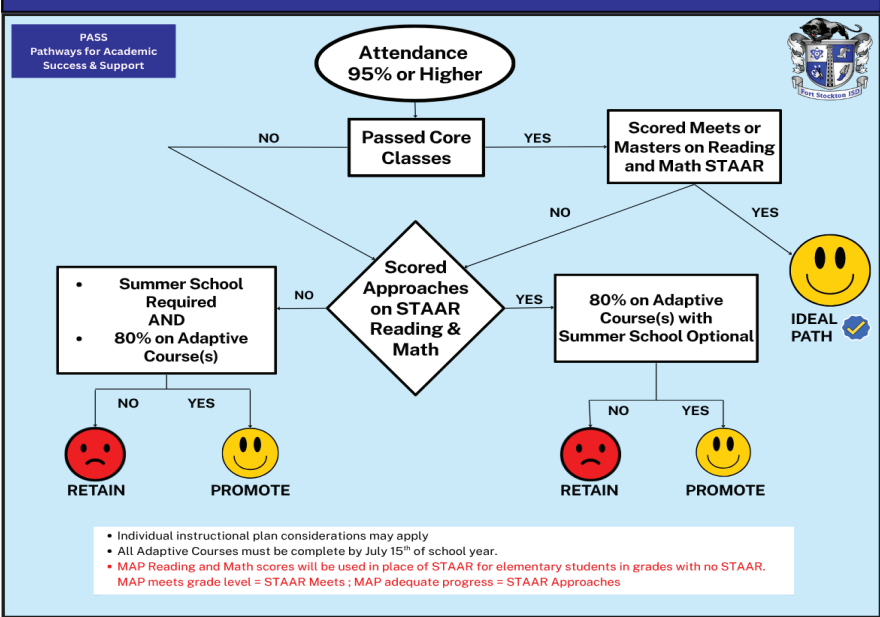 PASS
Pathways for Academic
Success & Support
Attendance
95% or Higher
Fort Stockton ISD
NO
Passed Core
Classes
YES
Scored Meets or
Masters on Reading
and Math STAAR
NO
YES
Scored
Approaches
on STAAR
Reading &
Math
• Summer School
Required
AND
• 80% on Adaptive
Course(s)
NO
YES
80% on Adaptive
Course(s) with
Summer School Optional
IDEAL
PATH
NO
YES
RETAIN
PROMOTE
NO
YES
RETAIN
PROMOTE
• Individual instructional plan considerations may apply
• All Adaptive Courses must be complete by July 15th of school year.
• MAP Reading and Math scores will be used in place of STAAR for elementary students in grades with no STAAR.
MAP meets grade level = STAAR Meets ; MAP adequate progress = STAAR Approaches